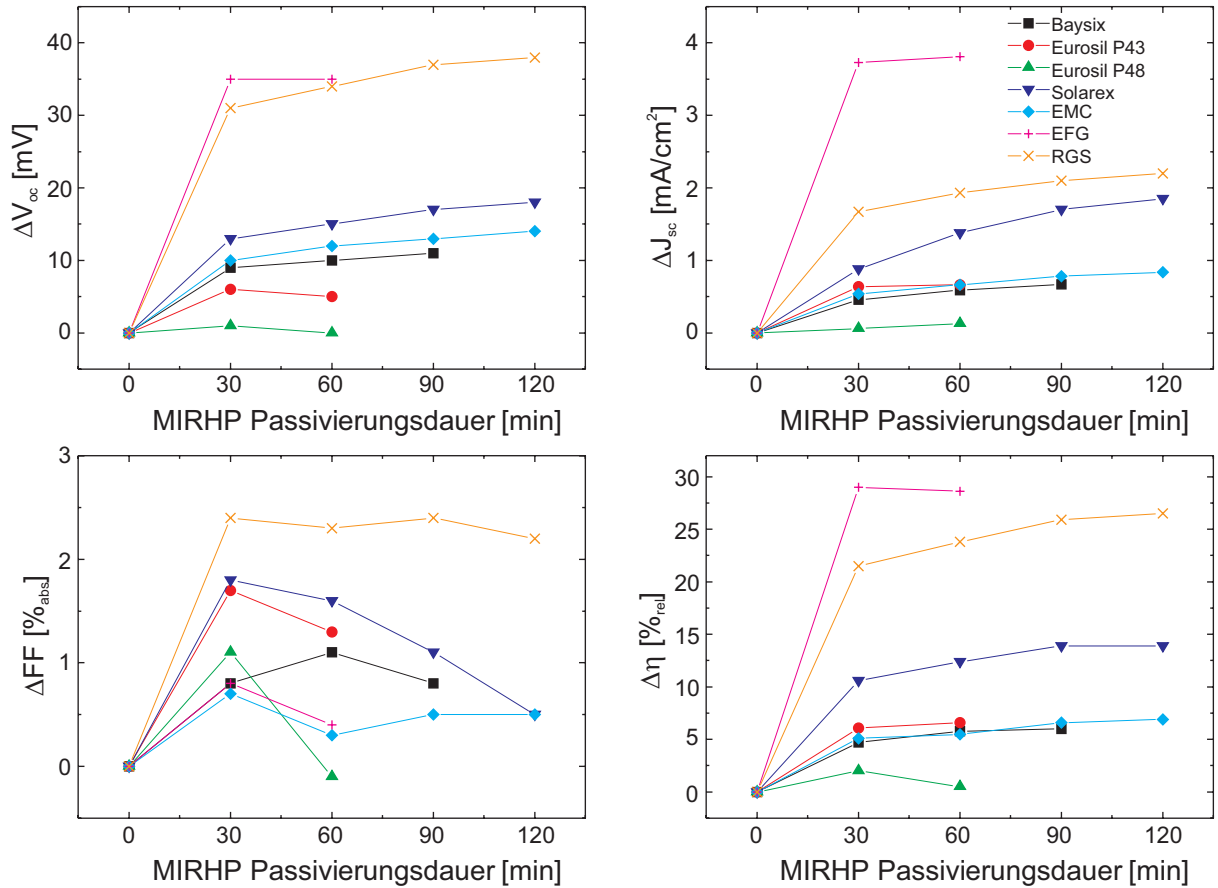 ΔV_oc [mV]
40
30
20
10
0
0 30 60 90 120
MIRHP Passivierungsdauer [min]
ΔJ_sc [mA/cm²]
4
3
2
1
0
0 30 60 90 120
MIRHP Passivierungsdauer [min]
Baysix
Eurosil P43
Eurosil P48
Solarex
EMC
EFG
RGS
ΔFF [%_abs]
3
2
1
0
0 30 60 90 120
MIRHP Passivierungsdauer [min]
Δη [%_rel]
30
25
20
15
10
5
0
0 30 60 90 120
MIRHP Passivierungsdauer [min]